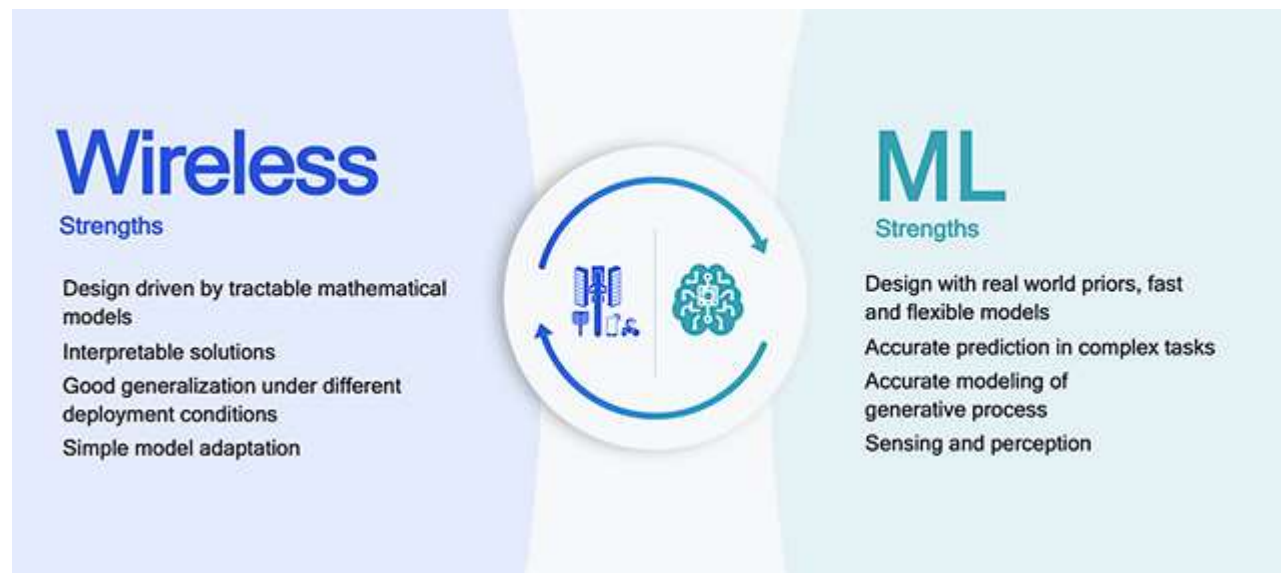 Wireless
Strengths
Design driven by tractable mathematical
models
Interpretable solutions
Good generalization under different
deployment conditions
Simple model adaptation
ML
Strengths
Design with real world priors, fast
and flexible models
Accurate prediction in complex tasks
Accurate modeling of
generative process
Sensing and perception